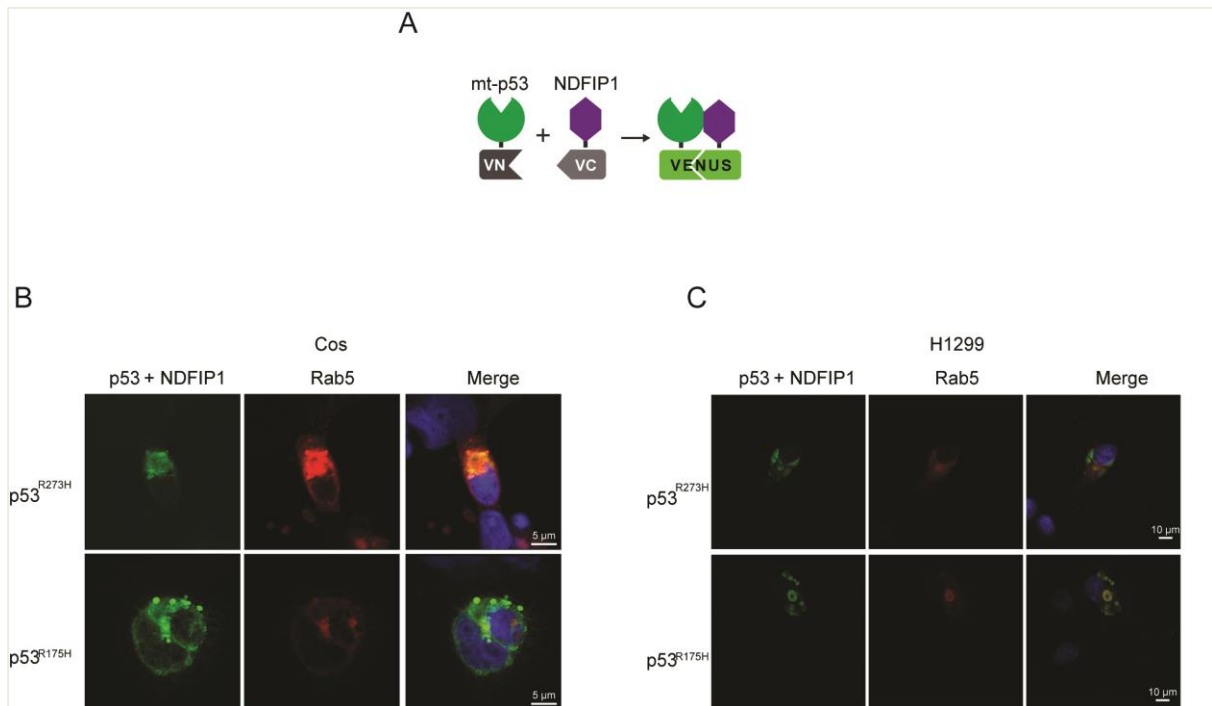 A
mt-p53 NDFIP1
+
VN VC VENUS
B
Cos
p53 + NDFIP1 Rab5 Merge
p53R273H
5 µm
p53R175H
5 µm
C
H1299
p53 + NDFIP1 Rab5 Merge
p53R273H
10 µm
p53R175H
10 µm